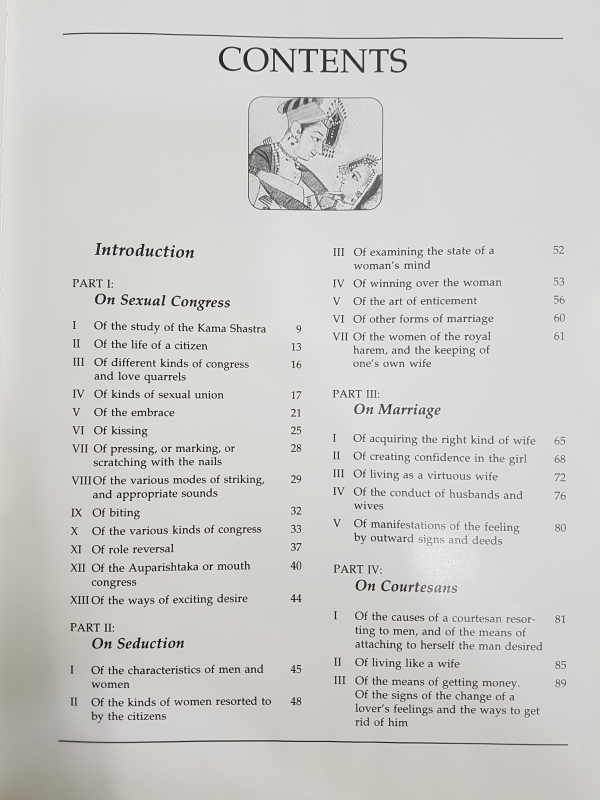 CONTENTS
Introduction
PART I:
On Sexual Congress
I Of the study of the Kama Shastra 9
II Of the life of a citizen 13
III Of different kinds of congress 16
and love quarrels
IV Of kinds of sexual union 17
V Of the embrace 21
VI Of kissing 25
VII Of pressing, or marking, or 28
scratching with the nails
VIII Of the various modes of striking, 29
and appropriate sounds
IX Of biting 32
X Of the various kinds of congress 33
XI Of role reversal 37
XII Of the Auparishtaka or mouth 40
congress
XIII Of the ways of exciting desire 44
PART II:
On Seduction
I Of the characteristics of men and 45
women
II Of the kinds of women resorted to 48
by the citizens
III Of examining the state of a 52
woman's mind
IV Of winning over the woman 53
V Of the art of enticement 56
VI Of other forms of marriage 60
VII Of the women of the royal 61
harem, and the keeping of
one's own wife
PART III:
On Marriage
I Of acquiring the right kind of wife 65
II Of creating confidence in the girl 68
III Of living as a virtuous wife 72
IV Of the conduct of husbands and 76
wives
V Of manifestations of the feeling 80
by outward signs and deeds
PART IV:
On Courtesans
I Of the causes of a courtesan resor- 81
ting to men, and of the means of
attaching to herself the man desired
II Of living like a wife 85
III Of the means of getting money. 89
Of the signs of the change of a
lover's feelings and the ways to get
rid of him